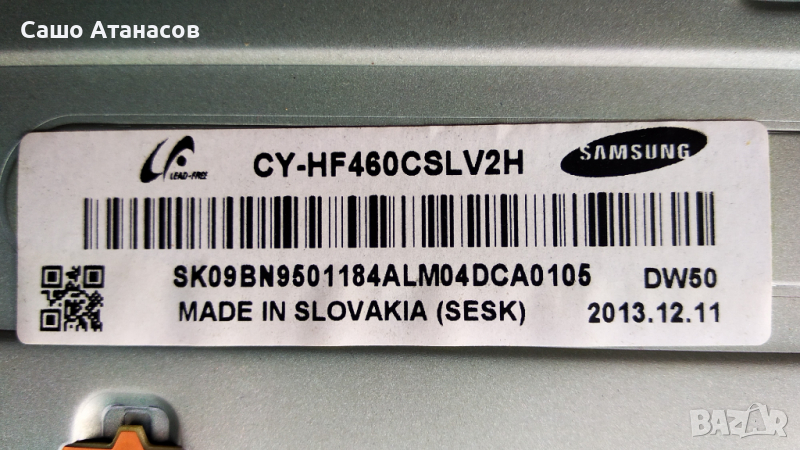 Сашо Атанасов
LEAD-FREE
CY-HF460CSLV2H
SAMSUNG
SK09BN9501184ALM04DCA0105
DW50
MADE IN SLOVAKIA (SESK)
2013.12.11
BAZAR